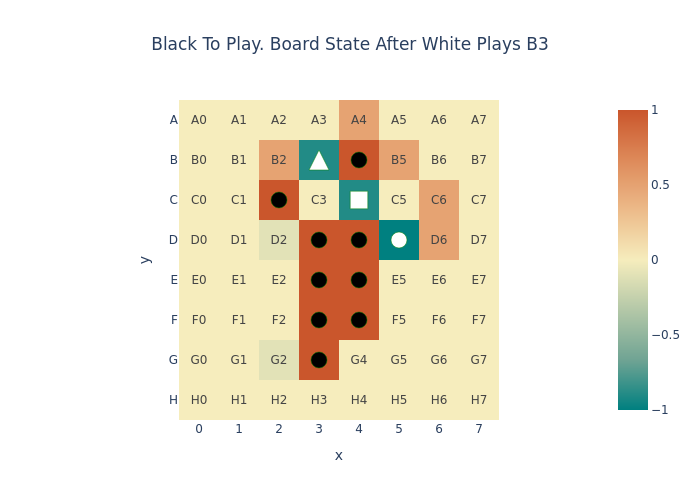 Black To Play. Board State After White Plays B3
A A0 A1 A2 A3 A4 A5 A6 A7
B B0 B1 B2 B5 B6 B7
C C0 C1 C3 C5 C6 C7
D D0 D1 D2 D6 D7
E E0 E1 E2 E5 E6 E7
F F0 F1 F2 F5 F6 F7
G G0 G1 G2 G4 G5 G6 G7
H H0 H1 H2 H3 H4 H5 H6 H7
0 1 2 3 4 5 6 7
x
y
1
0.5
0
−0.5
−1